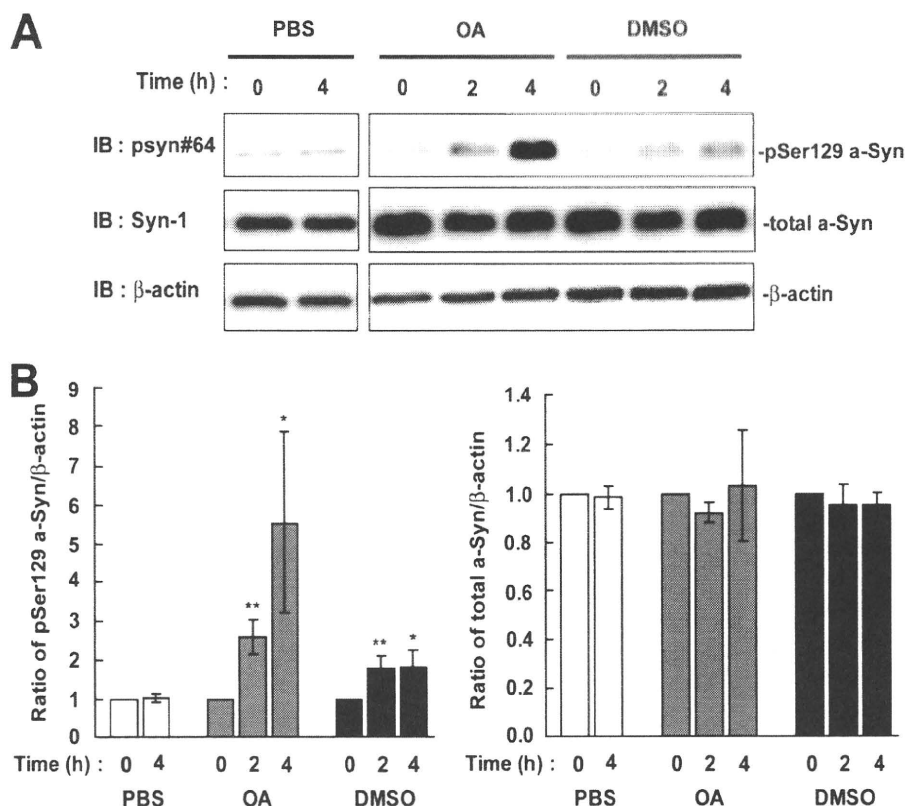 A
PBS OA DMSO
Time (h) : 0 4 0 2 4 0 2 4
IB : psyn#64 -pSer129 a-Syn
IB : Syn-1 -total a-Syn
IB : β-actin -β-actin
B
Ratio of pSer129 a-Syn/β-actin
9
8
7
6
5
4
3
2
1
0
** * ** *
Time (h) : 0 4 0 2 4 0 2 4
PBS OA DMSO
Ratio of total a-Syn/β-actin
1.4
1.2
1.0
0.8
0.6
0.4
0.2
0.0
Time (h) : 0 4 0 2 4 0 2 4
PBS OA DMSO